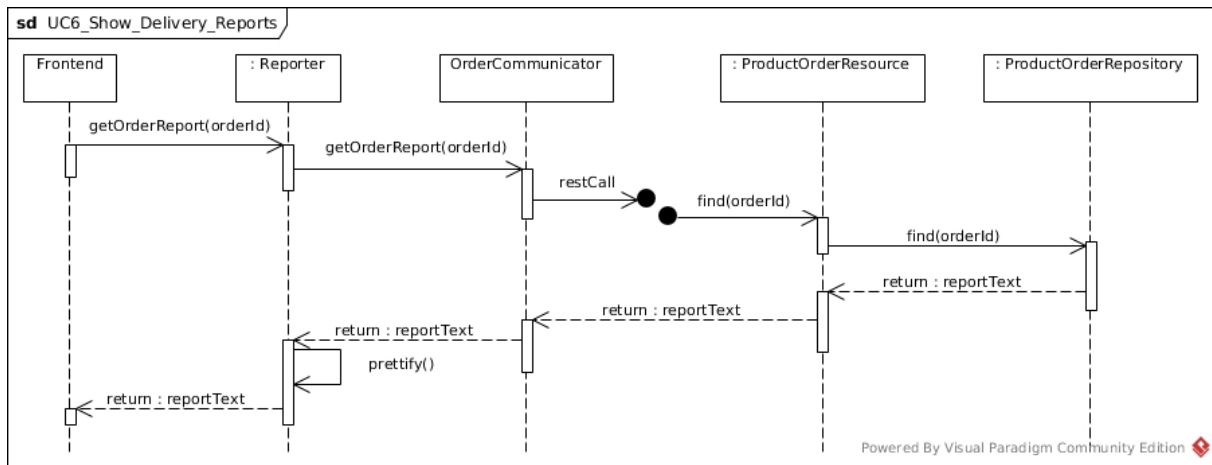 sd UC6_Show_Delivery_Reports
Frontend
: Reporter
OrderCommunicator
: ProductOrderResource
: ProductOrderRepository
getOrderReport(orderId)
getOrderReport(orderId)
restCall
find(orderId)
find(orderId)
return : reportText
return : reportText
return : reportText
prettify()
return : reportText
Powered By Visual Paradigm Community Edition